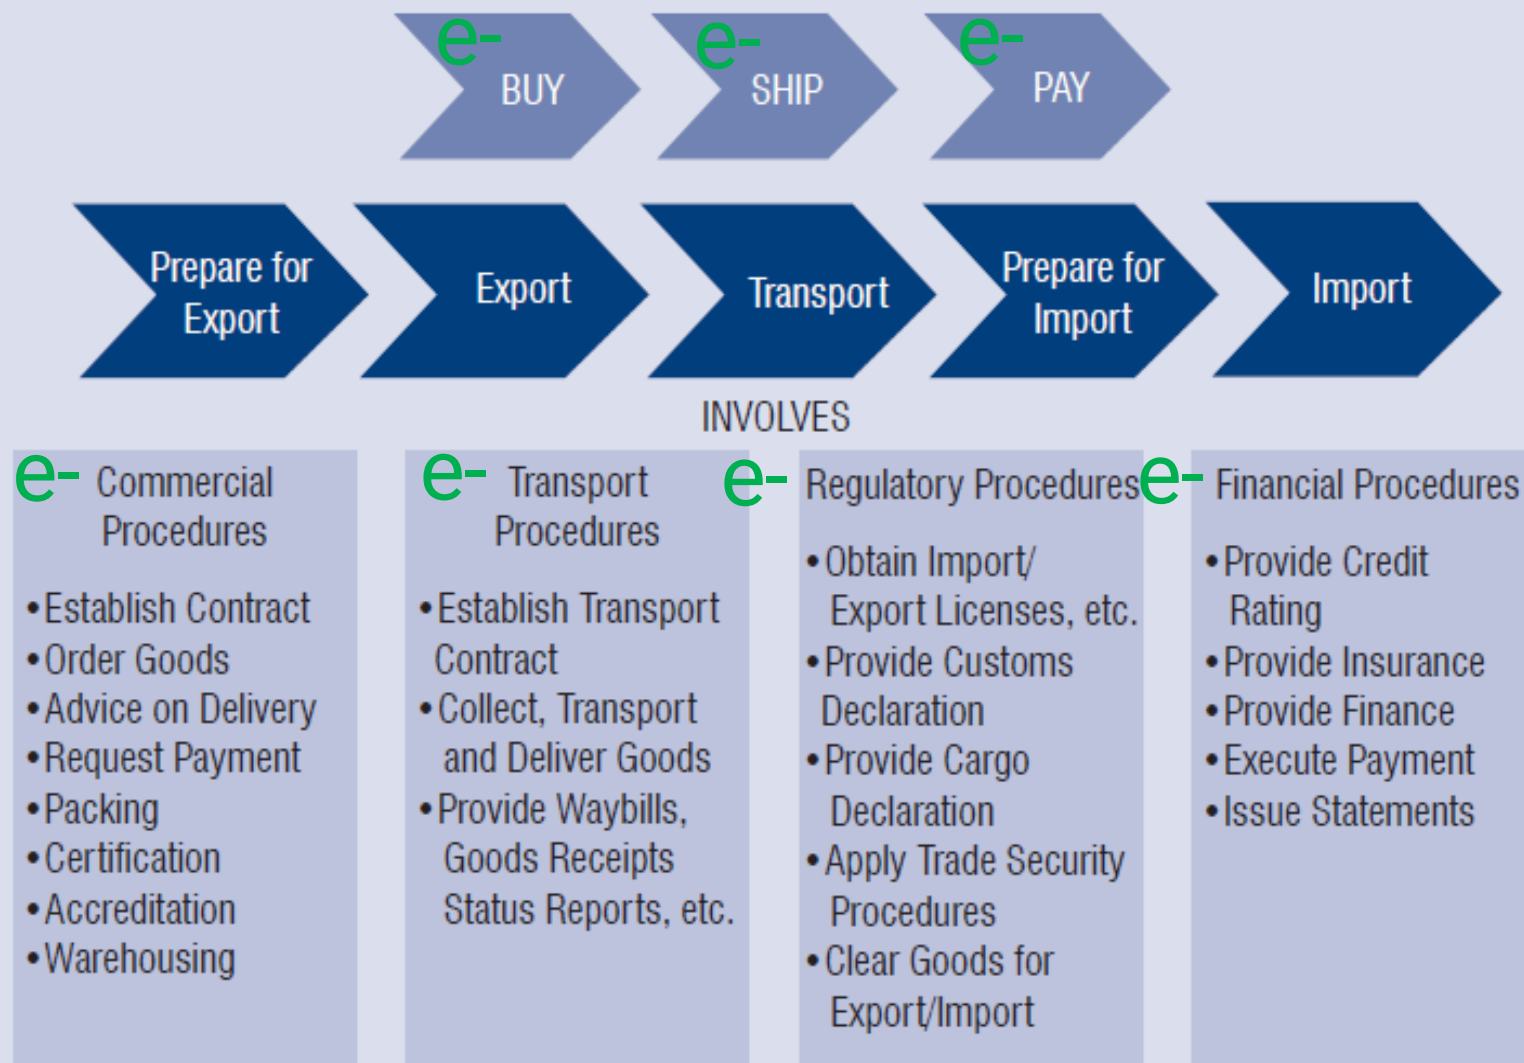 e- e- e-
BUY SHIP PAY
Prepare for
Export
Export
Transport
Prepare for
Import
Import
INVOLVES
e- Commercial
Procedures
•Establish Contract
•Order Goods
•Advice on Delivery
•Request Payment
•Packing
•Certification
•Accreditation
•Warehousing
e- Transport
Procedures
•Establish Transport
Contract
•Collect, Transport
and Deliver Goods
•Provide Waybills,
Goods Receipts
Status Reports, etc.
e- Regulatory Procedures
•Obtain Import/
Export Licenses, etc.
•Provide Customs
Declaration
•Provide Cargo
Declaration
•Apply Trade Security
Procedures
•Clear Goods for
Export/Import
e- Financial Procedures
•Provide Credit
Rating
•Provide Insurance
•Provide Finance
•Execute Payment
•Issue Statements